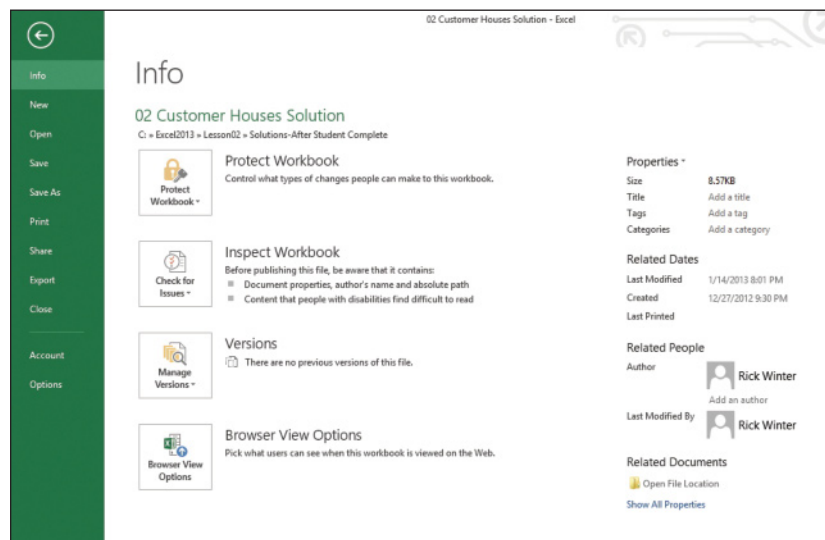 02 Customer Houses Solution - Excel
Info
New
Open
Save
Save As
Print
Share
Export
Close
Account
Options
Info
02 Customer Houses Solution
C: » Excel2013 » Lesson02 » Solutions-After Student Complete
Protect Workbook
Control what types of changes people can make to this workbook.
Protect
Workbook
Inspect Workbook
Before publishing this file, be aware that it contains:
Document properties, author's name and absolute path
Content that people with disabilities find difficult to read
Check for
Issues
Versions
There are no previous versions of this file.
Manage
Versions
Browser View Options
Pick what users can see when this workbook is viewed on the Web.
Browser View
Options
Properties
Size 8.57KB
Title Add a title
Tags Add a tag
Categories Add a category
Related Dates
Last Modified 1/14/2013 8:01 PM
Created 12/27/2012 9:30 PM
Last Printed
Related People
Author Rick Winter
Add an author
Last Modified By Rick Winter
Related Documents
Open File Location
Show All Properties